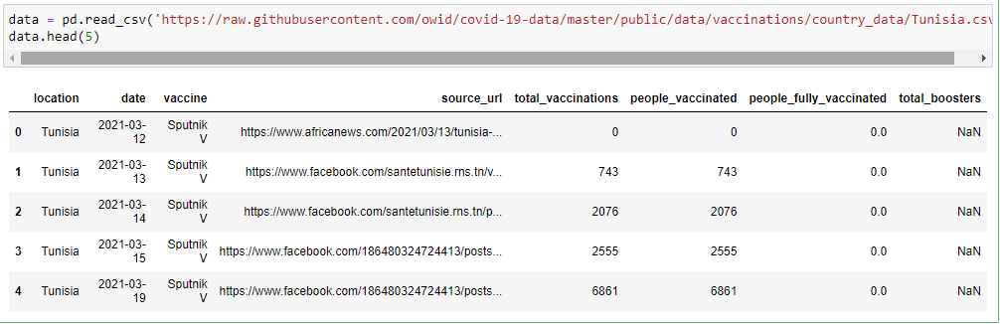 data = pd.read_csv('https://raw.githubusercontent.com/owid/covid-19-data/master/public/data/vaccinations/country_data/Tunisia.csv
data.head(5)
location date vaccine source_url total_vaccinations people_vaccinated people_fully_vaccinated total_boosters
0 Tunisia 2021-03-12 Sputnik V https://www.africanews.com/2021/03/13/tunisia-... 0 0 0.0 NaN
1 Tunisia 2021-03-13 Sputnik V https://www.facebook.com/santetunisie.rns.tn/v... 743 743 0.0 NaN
2 Tunisia 2021-03-14 Sputnik V https://www.facebook.com/santetunisie.rns.tn/p... 2076 2076 0.0 NaN
3 Tunisia 2021-03-15 Sputnik V https://www.facebook.com/186480324724413/posts... 2555 2555 0.0 NaN
4 Tunisia 2021-03-19 Sputnik V https://www.facebook.com/186480324724413/posts... 6861 6861 0.0 NaN